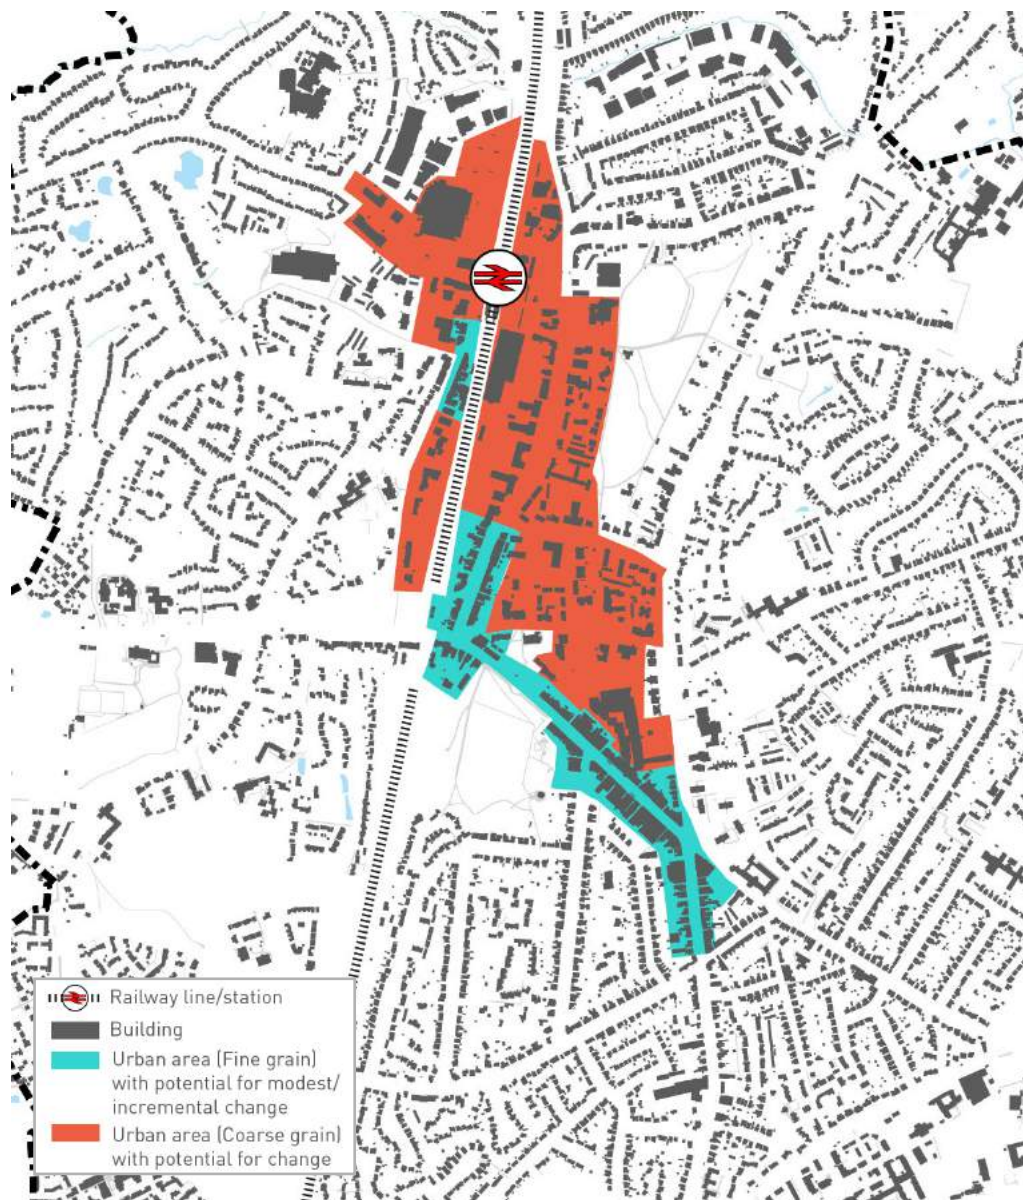 Railway line/station
Building
Urban area (Fine grain)
with potential for modest/
incremental change
Urban area (Coarse grain)
with potential for change